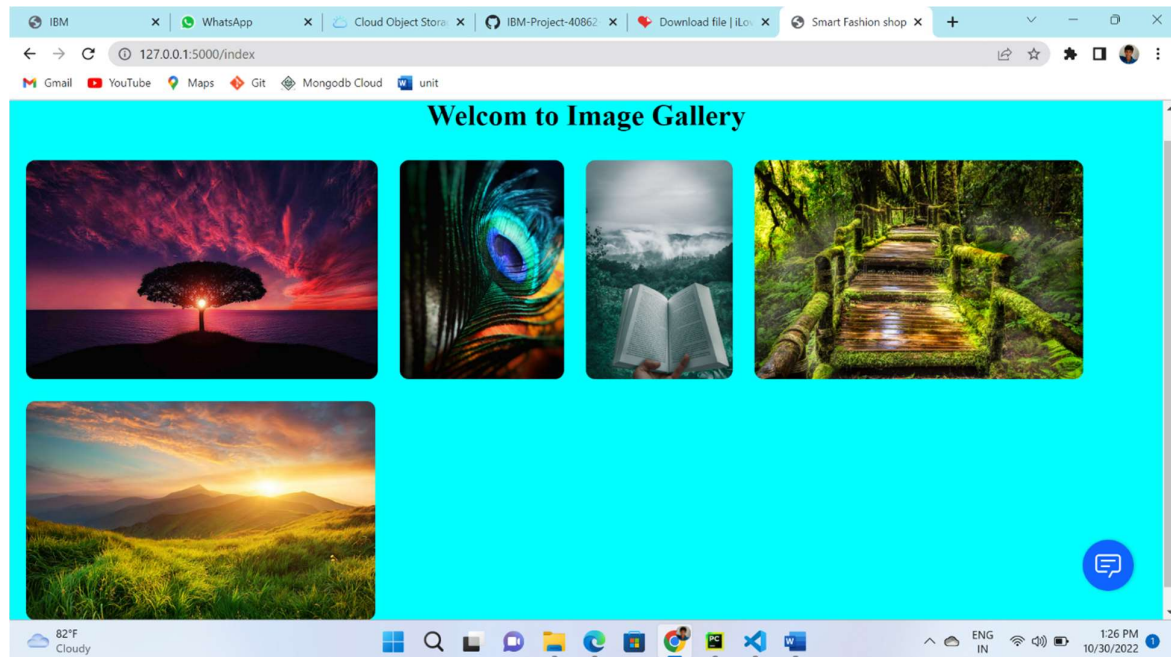 IBM
WhatsApp
Cloud Object Stora
IBM-Project-40862
Download file | iLov
Smart Fashion shop
127.0.0.1:5000/index
Gmail
YouTube
Maps
Git
Mongodb Cloud
unit
Welcom to Image Gallery
82°F
Cloudy
ENG
IN
1:26 PM
10/30/2022
1